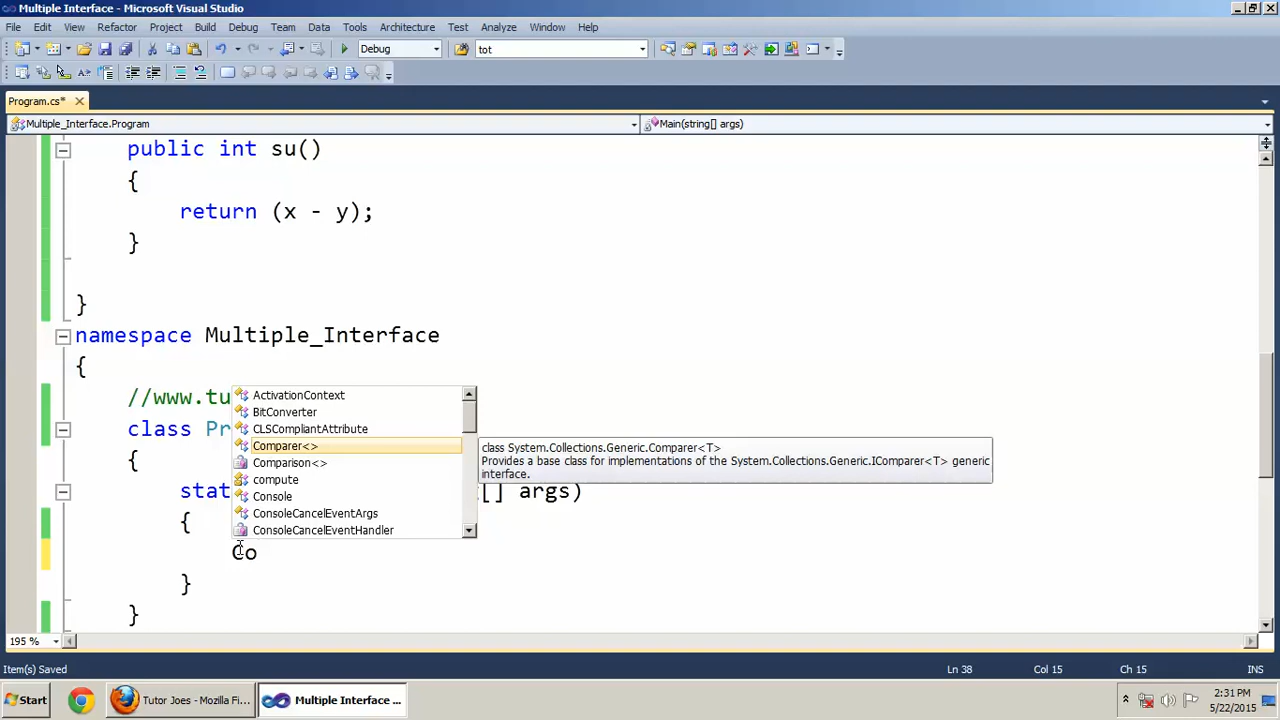 Multiple Interface - Microsoft Visual Studio
File Edit View Refactor Project Build Debug Team Data Tools Architecture Test Analyze Window Help
Debug tot
Program.cs*
Multiple_Interface.Program Main(string[] args)
public int su()
{
return (x - y);
}
}
namespace Multiple_Interface
{
//www.tu
class Pr
{
stat [] args)
{
Co
}
}
ActivationContext
BitConverter
CLSCompliantAttribute
Comparer<>
Comparison<>
compute
Console
ConsoleCancelEventArgs
ConsoleCancelEventHandler
class System.Collections.Generic.Comparer<T>
Provides a base class for implementations of the System.Collections.Generic.IComparer<T> generic
interface.
195 %
Item(s) Saved Ln 38 Col 15 Ch 15 INS
Start Tutor Joes - Mozilla Fi... Multiple Interface ... 2:31 PM
5/22/2015